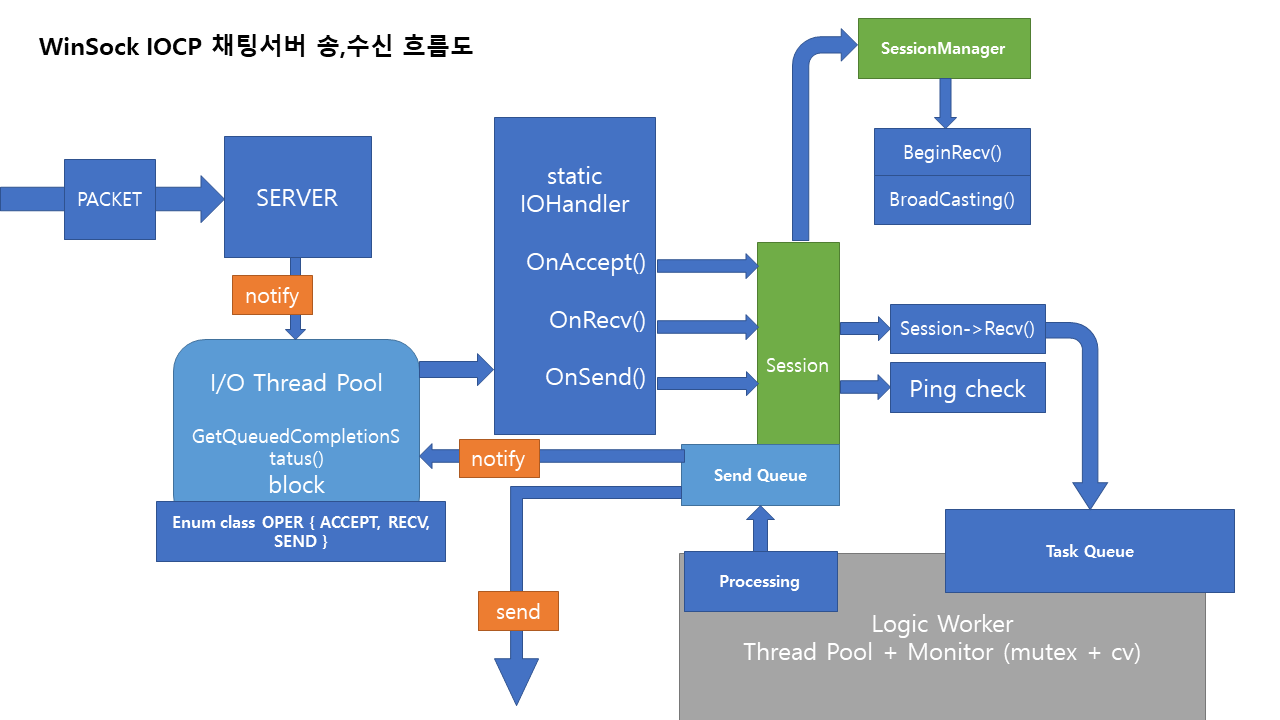 WinSock IOCP 채팅서버 송,수신 흐름도
SessionManager
BeginRecv()
BroadCasting()
PACKET
SERVER
notify
static
IOHandler
OnAccept()
OnRecv()
OnSend()
Session
Session->Recv()
Ping check
I/O Thread Pool
GetQueuedCompletionS
tatus()
block
Enum class OPER { ACCEPT, RECV,
SEND }
notify
Send Queue
send
Processing
Task Queue
Logic Worker
Thread Pool + Monitor (mutex + cv)